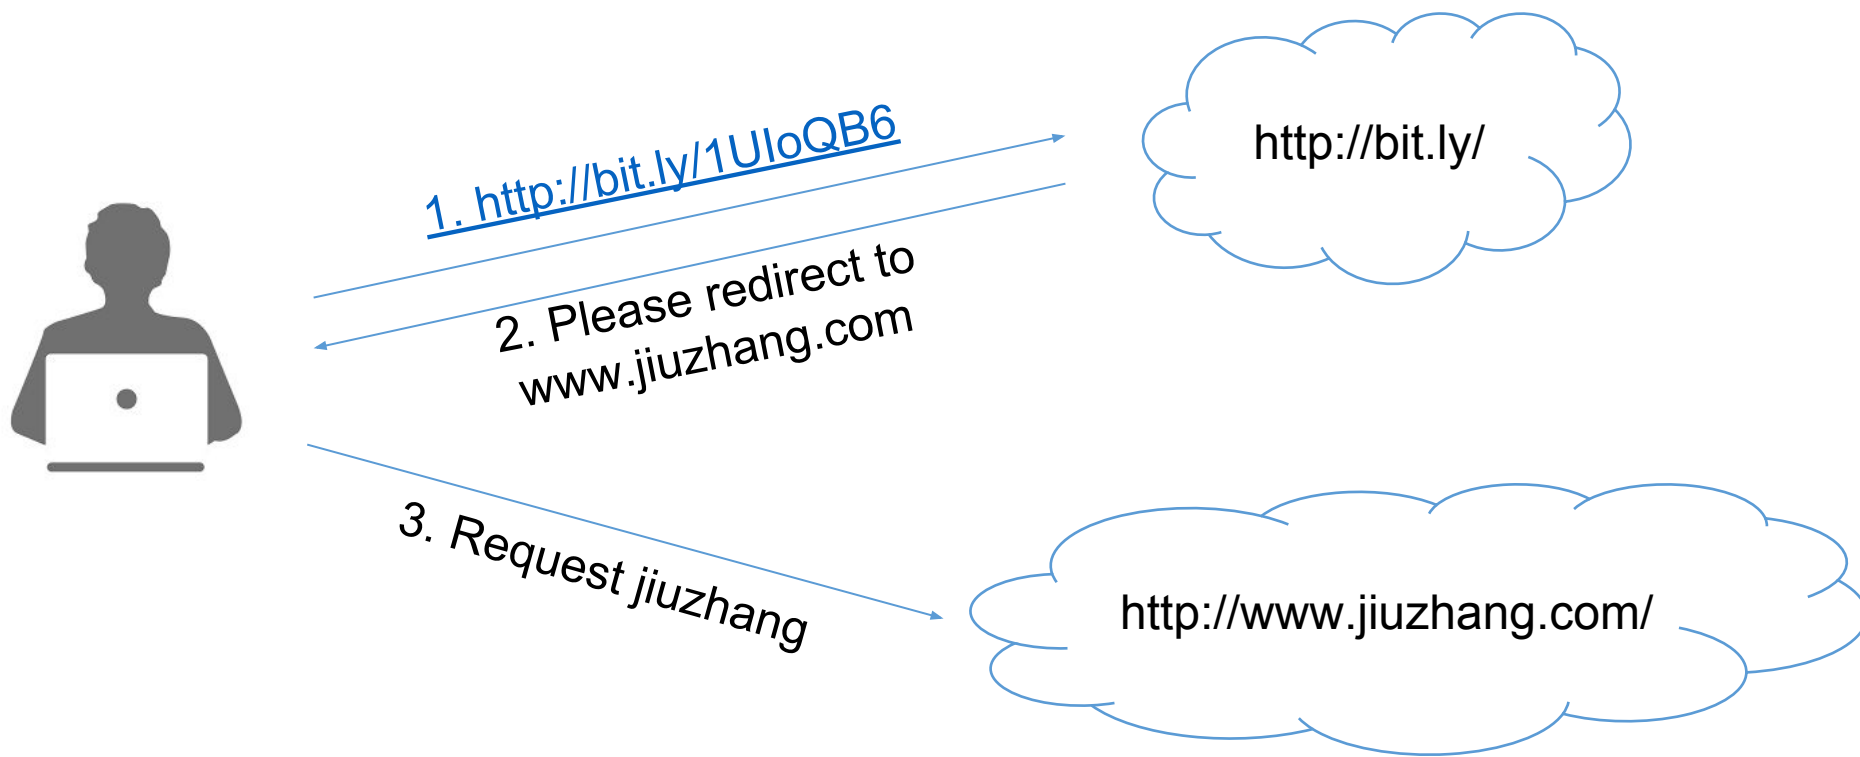 1. http://bit.ly/1UIoQB6
http://bit.ly/
2. Please redirect to
www.jiuzhang.com
3. Request jiuzhang
http://www.jiuzhang.com/